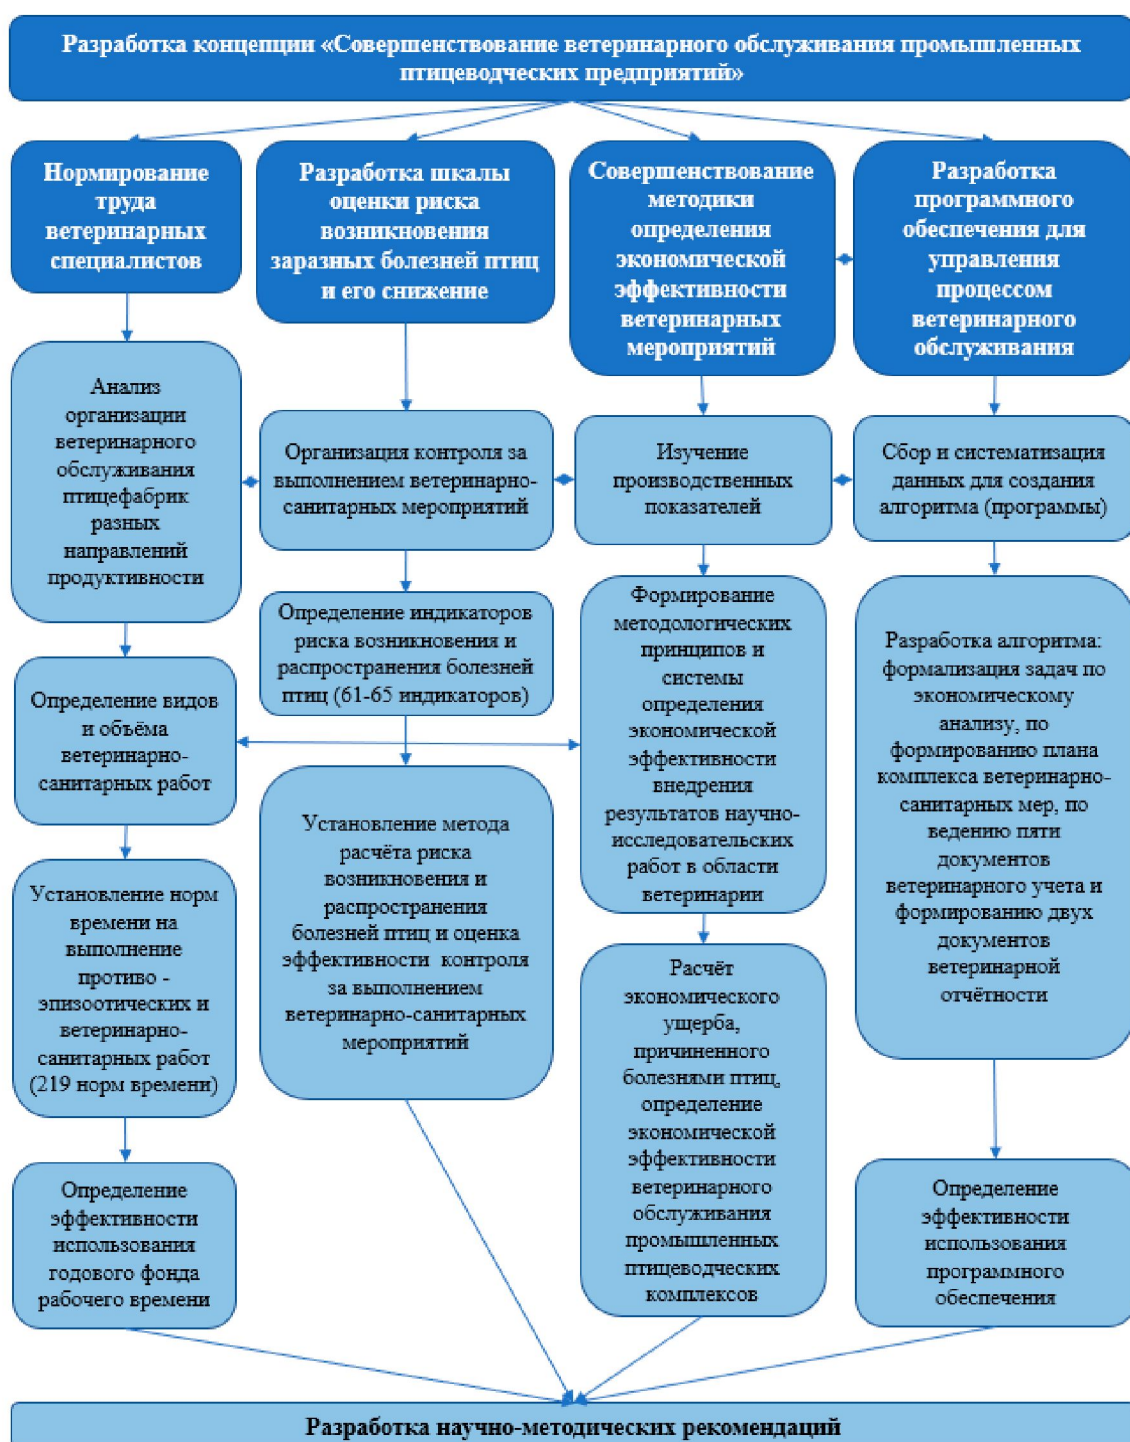 Разработка концепции «Совершенствование ветеринарного обслуживания промышленных
птицеводческих предприятий»
Нормирование
труда
ветеринарных
специалистов
Разработка шкалы
оценки риска
возникновения
заразных болезней птиц
и его снижение
Совершенствование
методики
определения
экономической
эффективности
ветеринарных
мероприятий
Разработка
программного
обеспечения для
управления
процессом
ветеринарного
обслуживания
Анализ
организации
ветеринарного
обслуживания
птицефабрик
разных
направлений
продуктивности
Организация контроля за
выполнением ветеринарно-
санитарных мероприятий
Изучение
производственных
показателей
Сбор и систематизация
данных для создания
алгоритма (программы)
Определение видов
и объёма
ветеринарно-
санитарных работ
Определение индикаторов
риска возникновения и
распространения болезней
птиц (61-65 индикаторов)
Формирование
методологических
принципов и
системы
определения
экономической
эффективности
внедрения
результатов научно-
исследовательских
работ в области
ветеринарии
Разработка алгоритма:
формализация задач по
экономическому
анализу, по
формированию плана
комплекса ветеринарно-
санитарных мер, по
ведению пяти
документов
ветеринарного учета и
формированию двух
документов
ветеринарной
отчётности
Установление норм
времени на
выполнение
противо -
эпизоотических и
ветеринарно-
санитарных работ
(219 норм времени)
Установление метода
расчёта риска
возникновения и
распространения
болезней птиц и оценка
эффективности контроля
за выполнением
ветеринарно-санитарных
мероприятий
Расчёт
экономического
ущерба,
причиненного
болезнями птиц,
определение
экономической
эффективности
ветеринарного
обслуживания
промышленных
птицеводческих
комплексов
Определение
эффективности
использования
годового фонда
рабочего времени
Определение
эффективности
использования
программного
обеспечения
Разработка научно-методических рекомендаций